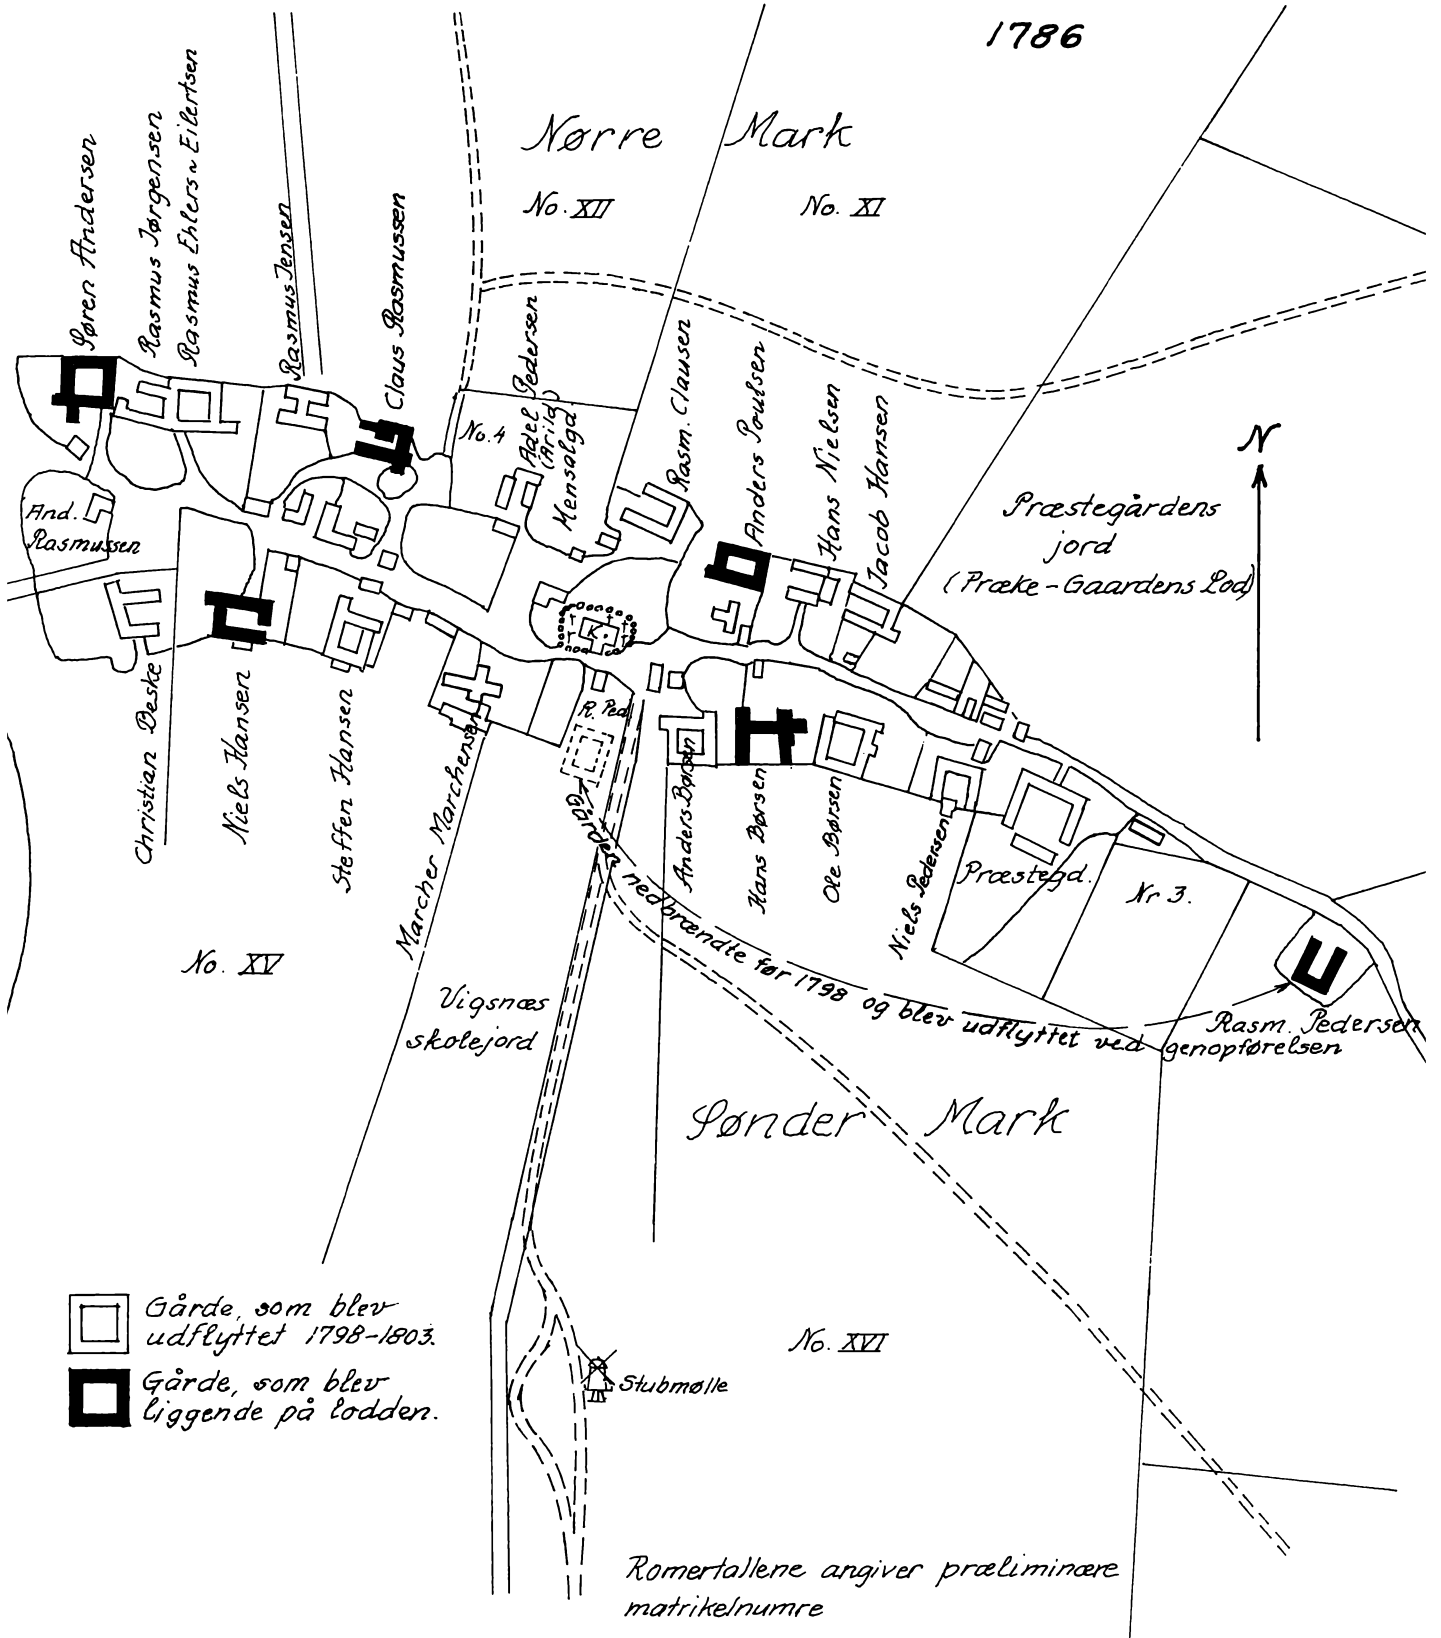 1786
Nørre Mark
No. XII
No. XI
Søren Andersen
Rasmus Jørgensen
Rasmus Ehlers ~ Eilertsen
Rasmus Jensen
Claus Rasmussen
No. 4
Adel Pedersen
(Arild)
Mensalgd.
Rasm. Clausen
Anders Poulsen
Hans Nielsen
Jacob Hansen
N
Præstegårdens
jord
(Præke-Gaardens Lod)
And.
Rasmussen
K.
Christian Beske
Niels Hansen
Steffen Hansen
Marcher Marchensen
R. Ped.
Anders Børsen
Hans Børsen
Ole Børsen
Niels Pedersen
Præstegd.
Nr 3.
Gården nedbrændte før 1798 og blev udflyttet ved genopførelsen
Rasm. Pedersen
No. XV
Vigsnæs
skolejord
Sønder Mark
No. XVI
Stubmølle
Gårde, som blev
udflyttet 1798-1803.
Gårde, som blev
liggende på lodden.
Romertallene angiver præliminære
matrikelnumre